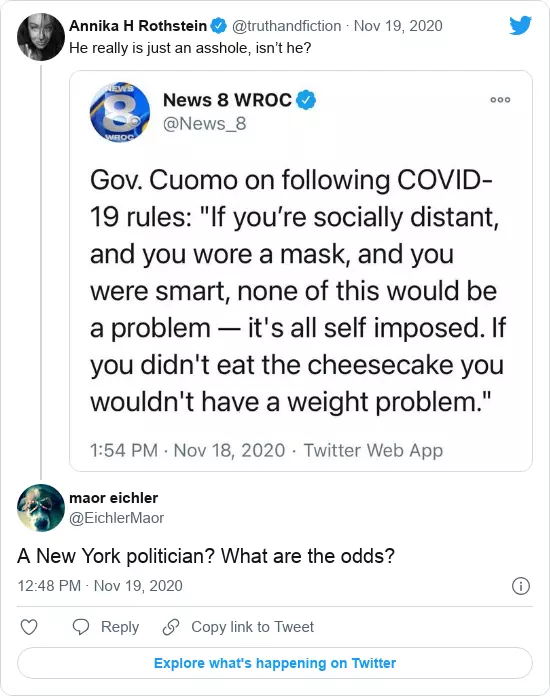 Annika H Rothstein @truthandfiction · Nov 19, 2020
He really is just an asshole, isn’t he?
NEWS
8
WROC
News 8 WROC
@News_8
Gov. Cuomo on following COVID-
19 rules: "If you’re socially distant,
and you wore a mask, and you
were smart, none of this would be
a problem — it's all self imposed. If
you didn't eat the cheesecake you
wouldn't have a weight problem."
1:54 PM · Nov 18, 2020 · Twitter Web App
maor eichler
@EichlerMaor
A New York politician? What are the odds?
12:48 PM · Nov 19, 2020
Reply Copy link to Tweet
Explore what's happening on Twitter